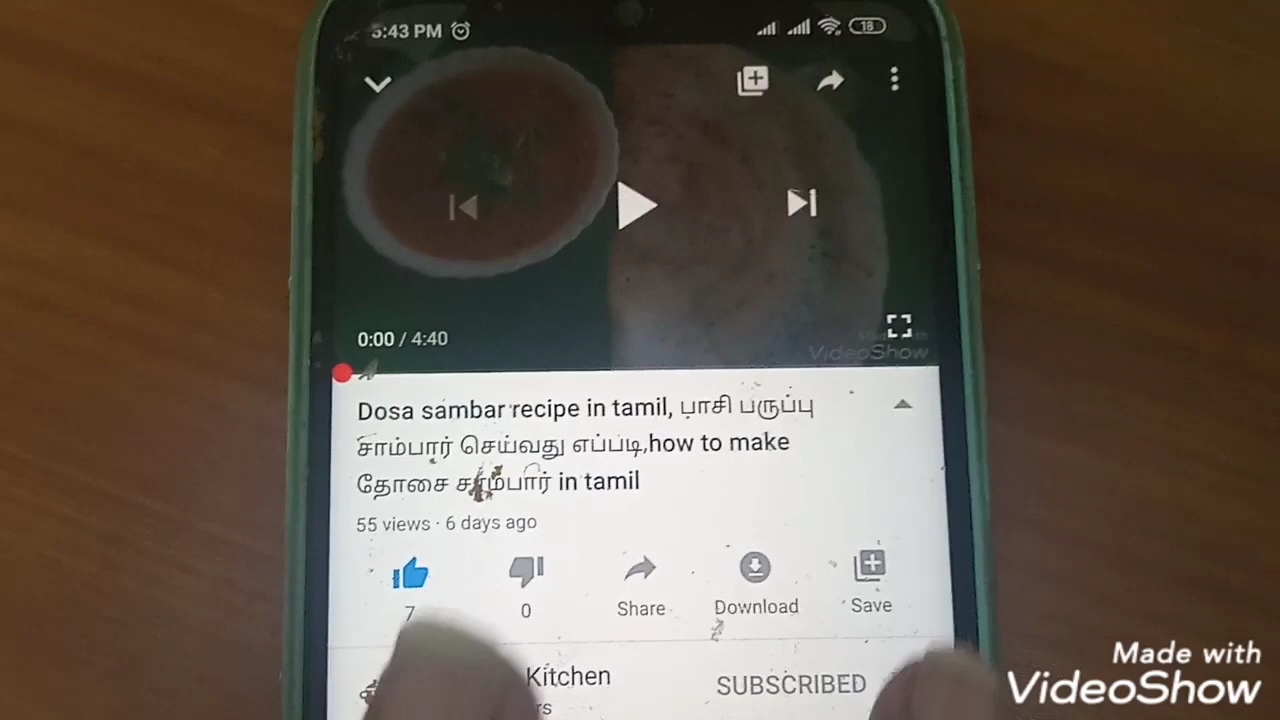 5:43 PM
18
0:00 / 4:40
VideoShow
Dosa sambar recipe in tamil, பாசி பருப்பு
சாம்பார் செய்வது எப்படி,how to make
தோசை சாம்பார் in tamil
55 views · 6 days ago
7
0
Share
Download
Save
Kitchen
SUBSCRIBED
Made with
VideoShow